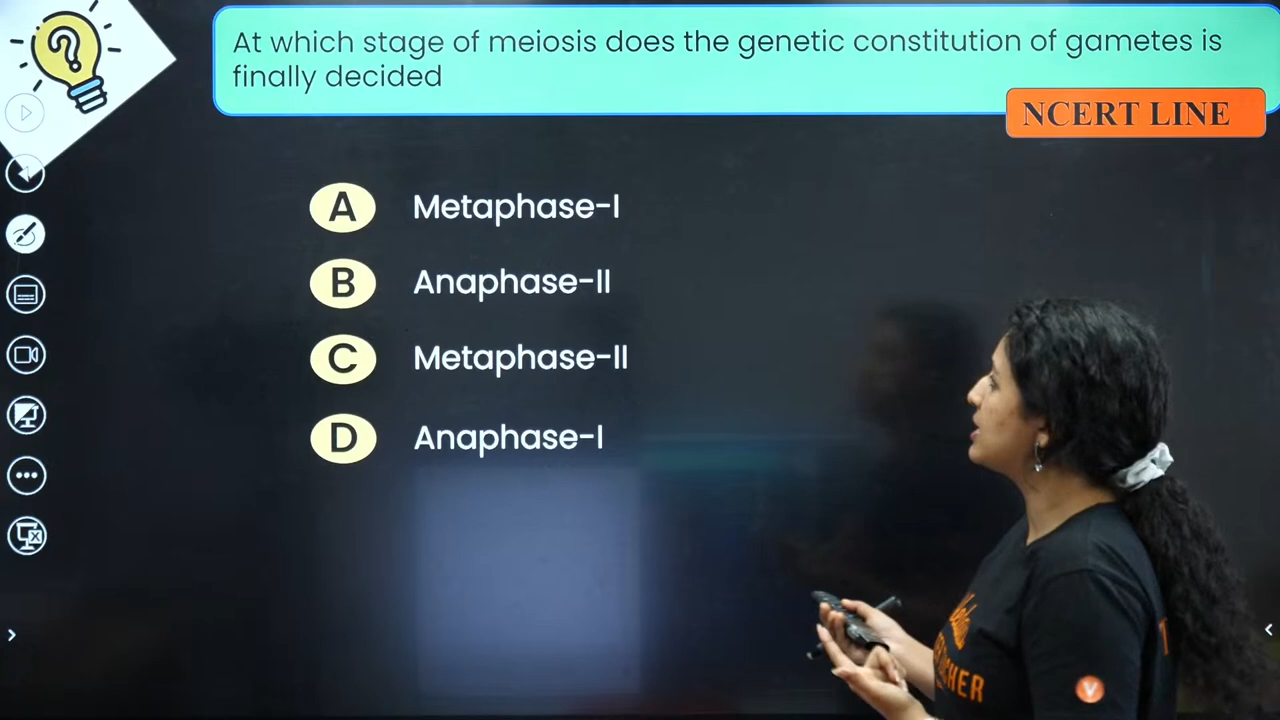 At which stage of meiosis does the genetic constitution of gametes is
finally decided
NCERT LINE
A Metaphase-I
B Anaphase-II
C Metaphase-II
D Anaphase-I
V